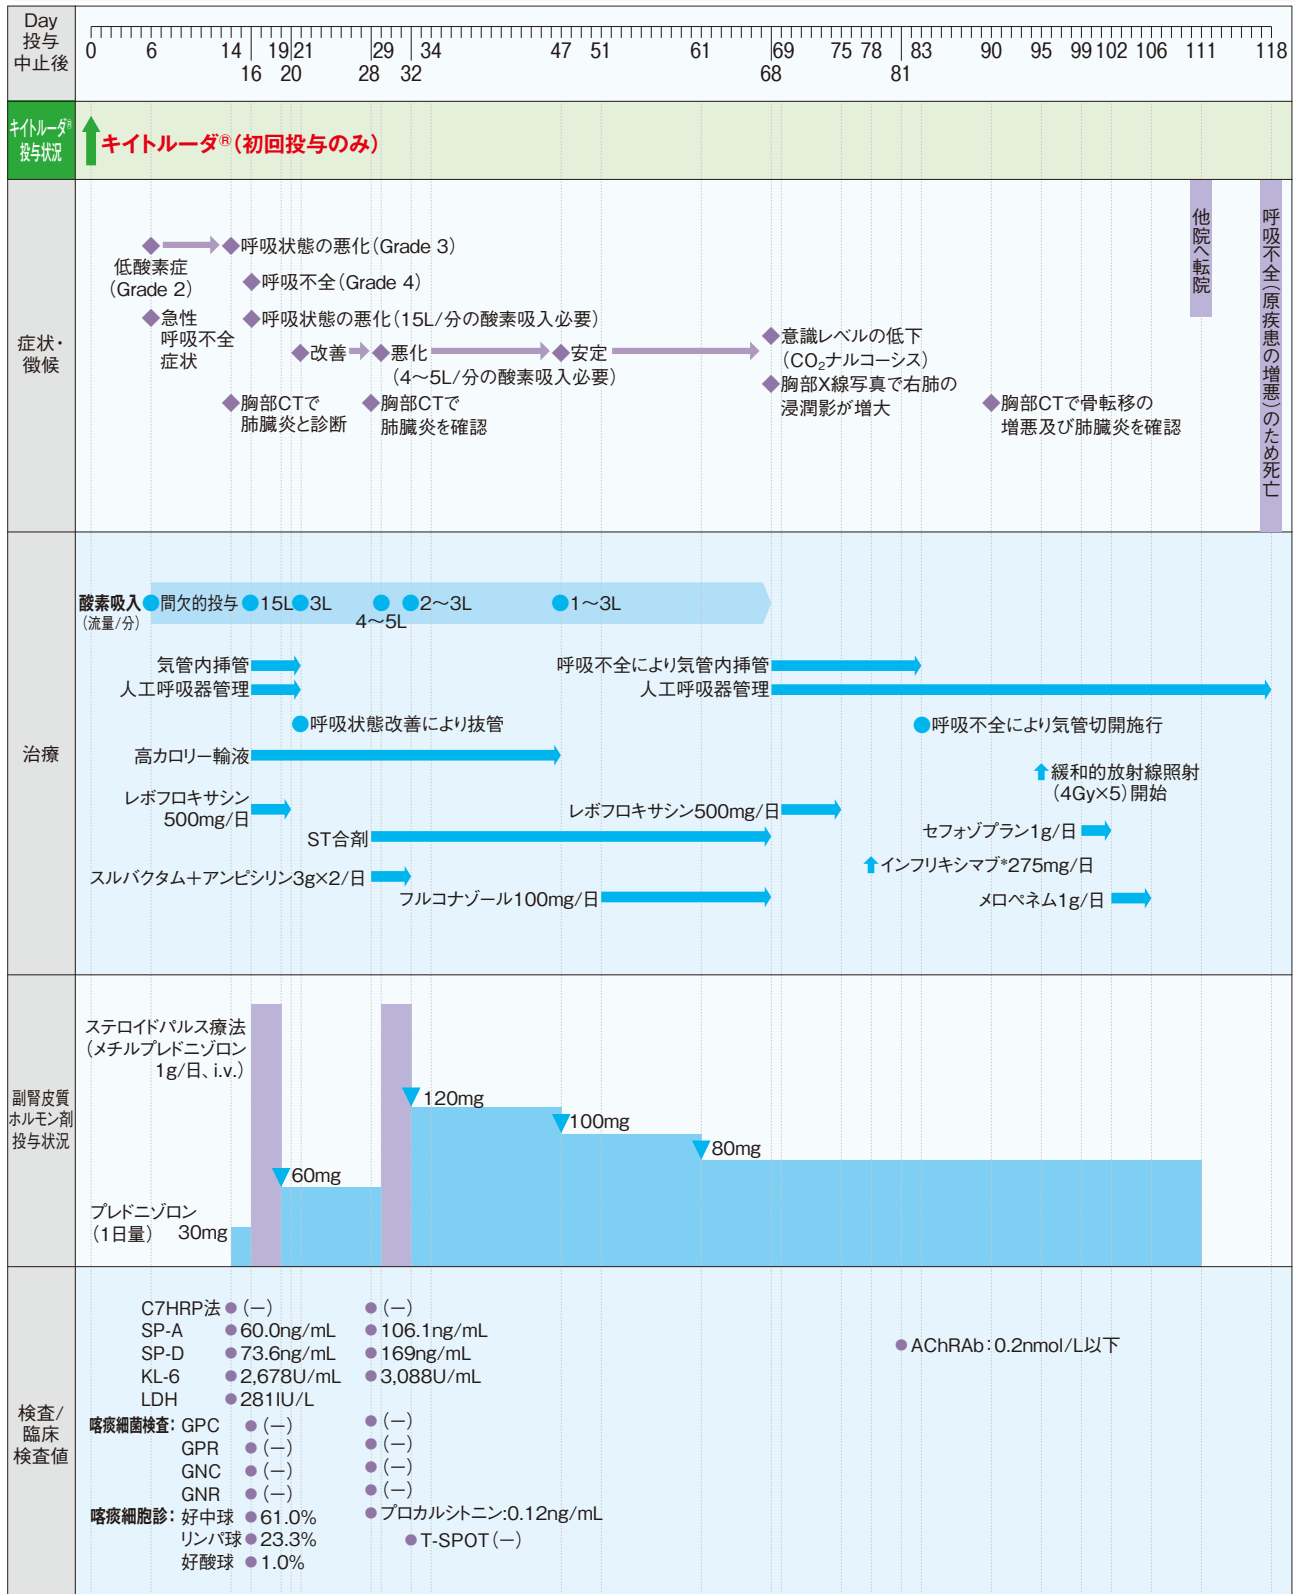 Day
投与
中止後
0 6 14 16 19 20 21 28 29 32 34 47 51 61 68 69 75 78 81 83 90 95 99 102 106 111 118
キイトルーダ®
投与状況
キイトルーダ®（初回投与のみ）
症状・
徴候
低酸素症
（Grade 2）
呼吸状態の悪化（Grade 3）
呼吸不全（Grade 4）
急性
呼吸不全
症状
呼吸状態の悪化（15L/分の酸素吸入必要）
改善
悪化
（4〜5L/分の酸素吸入必要）
安定
意識レベルの低下
（CO₂ナルコーシス）
胸部X線写真で右肺の
浸潤影が増大
胸部CTで
肺臓炎と診断
胸部CTで
肺臓炎を確認
胸部CTで骨転移の
増悪及び肺臓炎を確認
他院へ転院
呼吸不全（原疾患の増悪）のため死亡
治療
酸素吸入
（流量/分）
間欠的投与
15L
3L
4〜5L
2〜3L
1〜3L
気管内挿管
呼吸不全により気管内挿管
人工呼吸器管理
人工呼吸器管理
呼吸状態改善により抜管
呼吸不全により気管切開施行
高カロリー輸液
緩和的放射線照射
（4Gy×5）開始
レボフロキサシン
500mg/日
レボフロキサシン500mg/日
セフォゾプラン1g/日
ST合剤
スルバクタム＋アンピシリン3g×2/日
インフリキシマブ*275mg/日
フルコナゾール100mg/日
メロペネム1g/日
副腎皮質
ホルモン剤
投与状況
ステロイドパルス療法
（メチルプレドニゾロン
1g/日、i.v.）
120mg
100mg
80mg
60mg
プレドニゾロン
（1日量）
30mg
検査/
臨床
検査値
C7HRP法 （−） （−）
SP-A 60.0ng/mL 106.1ng/mL
SP-D 73.6ng/mL 169ng/mL
KL-6 2,678U/mL 3,088U/mL
LDH 281IU/L
AChRAb：0.2nmol/L以下
喀痰細菌検査： GPC （−） （−）
GPR （−） （−）
GNC （−） （−）
GNR （−） （−）
喀痰細胞診： 好中球 61.0% プロカルシトニン:0.12ng/mL
リンパ球 23.3% T-SPOT（−）
好酸球 1.0%